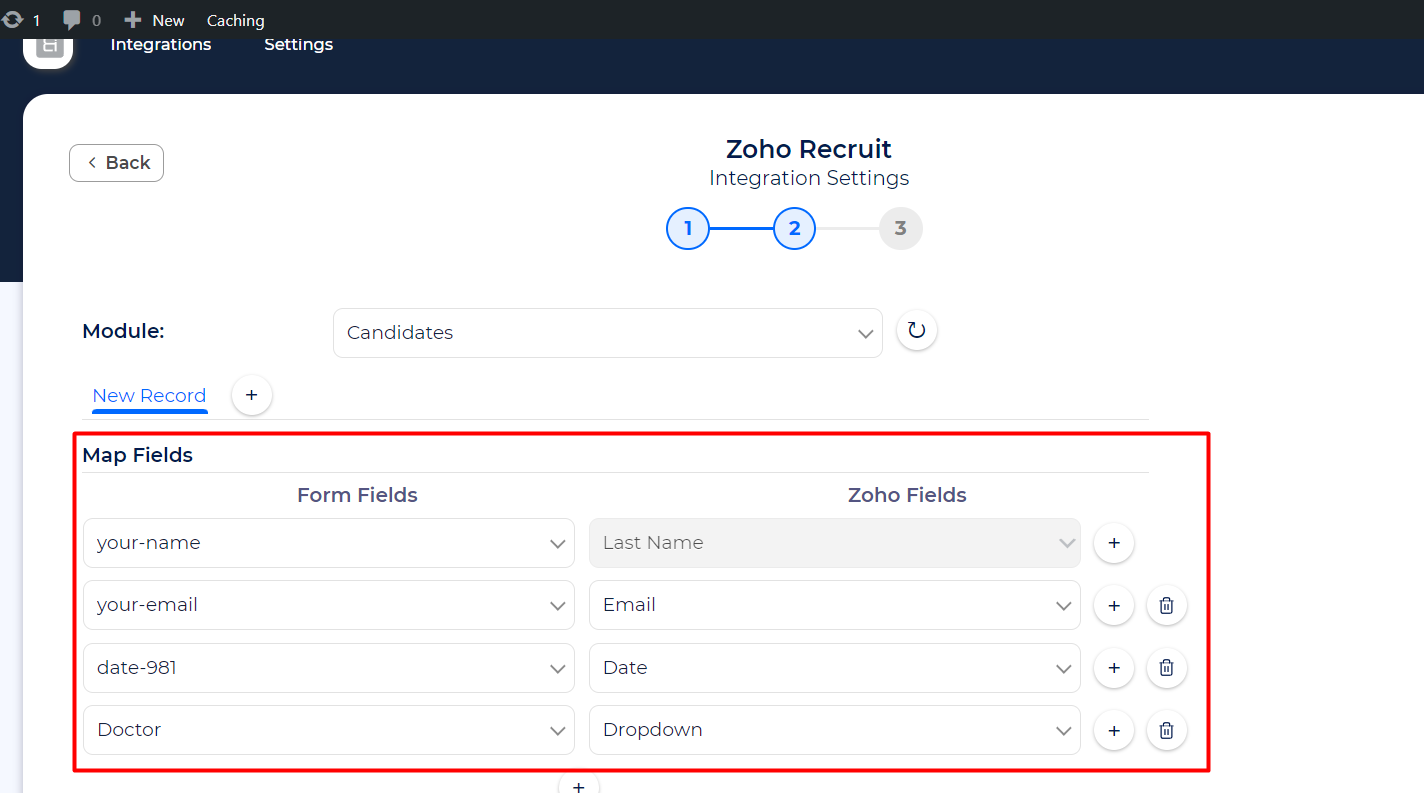 1 0 New Caching
Integrations Settings
Back
Zoho Recruit
Integration Settings
1 2 3
Module: Candidates
New Record +
Map Fields
Form Fields Zoho Fields
your-name Last Name +
your-email Email +
date-981 Date +
Doctor Dropdown +
+